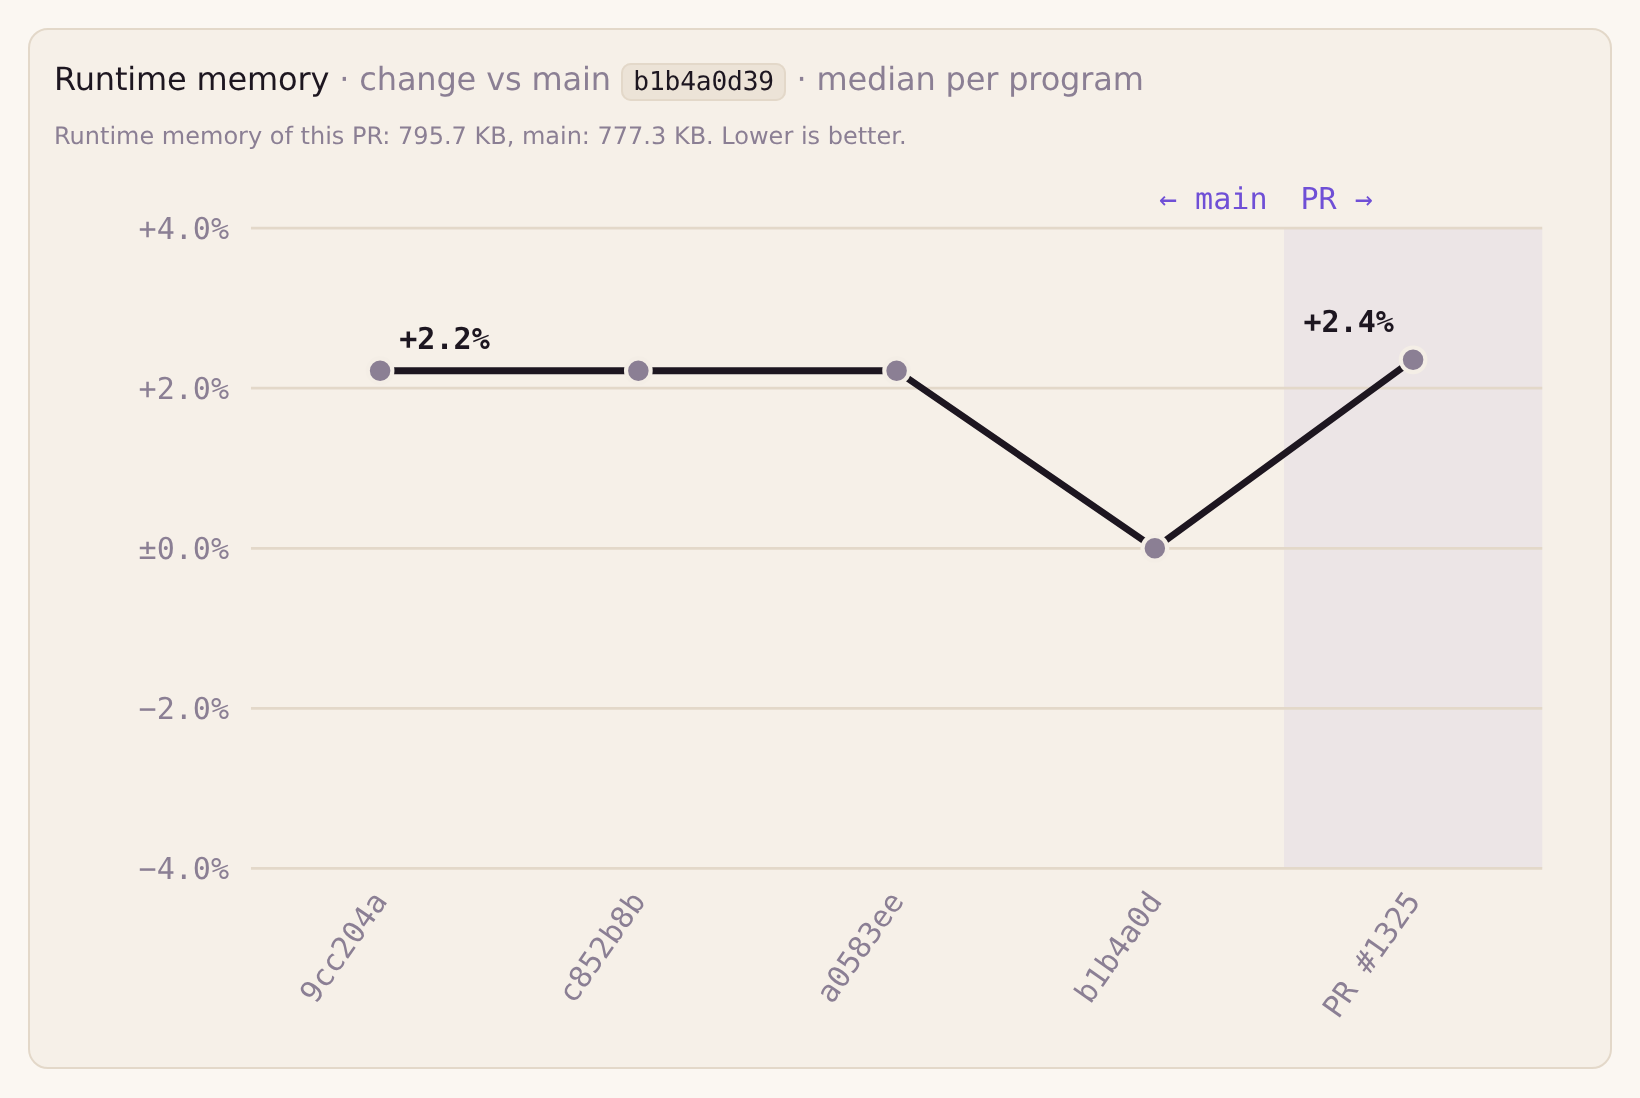 Runtime memory · change vs main b1b4a0d39 · median per program
Runtime memory of this PR: 795.7 KB, main: 777.3 KB. Lower is better.
← main PR →
+4.0%
+2.2%
+2.4%
+2.0%
±0.0%
−2.0%
−4.0%
9cc204a
c852b8b
a0583ee
b1b4a0d
PR #1325